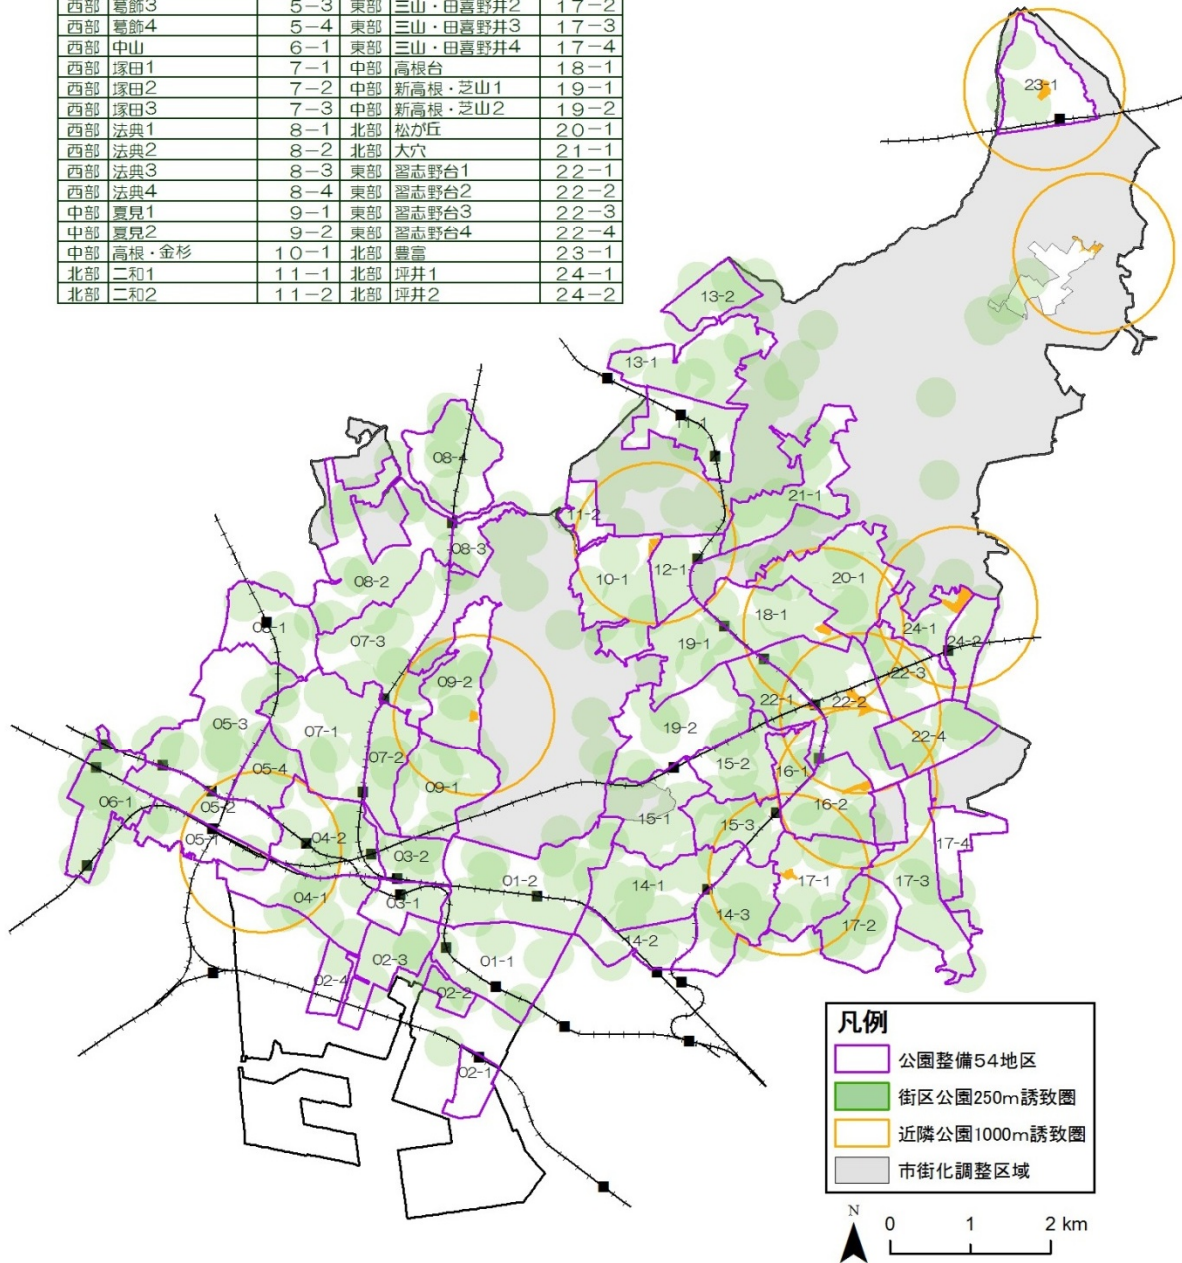 西部 葛飾3 5-3 東部 三山・田喜野井2 17-2
西部 葛飾4 5-4 東部 三山・田喜野井3 17-3
西部 中山 6-1 東部 三山・田喜野井4 17-4
西部 塚田1 7-1 中部 高根台 18-1
西部 塚田2 7-2 中部 新高根・芝山1 19-1
西部 塚田3 7-3 中部 新高根・芝山2 19-2
西部 法典1 8-1 北部 松が丘 20-1
西部 法典2 8-2 北部 大穴 21-1
西部 法典3 8-3 東部 習志野台1 22-1
西部 法典4 8-4 東部 習志野台2 22-2
中部 夏見1 9-1 東部 習志野台3 22-3
中部 夏見2 9-2 東部 習志野台4 22-4
中部 高根・金杉 10-1 北部 豊富 23-1
北部 二和1 11-1 北部 坪井1 24-1
北部 二和2 11-2 北部 坪井2 24-2
23-1
13-2
13-1
11-1
08-4
21-1
11-2
08-3
10-1
12-1
20-1
08-2
18-1
-1
07-3
19-1
24-1
24-2
22-3
09-2
22-1
22-2
05-3
07-1
19-2
22-4
05-4
07-2
15-2
16-1
09-1
06-1
05-2
16-2
15-1
15-3
05-1
04-2
17-4
03-2
01-2
14-1
17-1
17-3
04-1
03-1
14-3
17-2
14-2
02-3
01-1
02-4
02-2
02-1
凡例
公園整備54地区
街区公園250m誘致圏
近隣公園1000m誘致圏
市街化調整区域
N
0 1 2 km